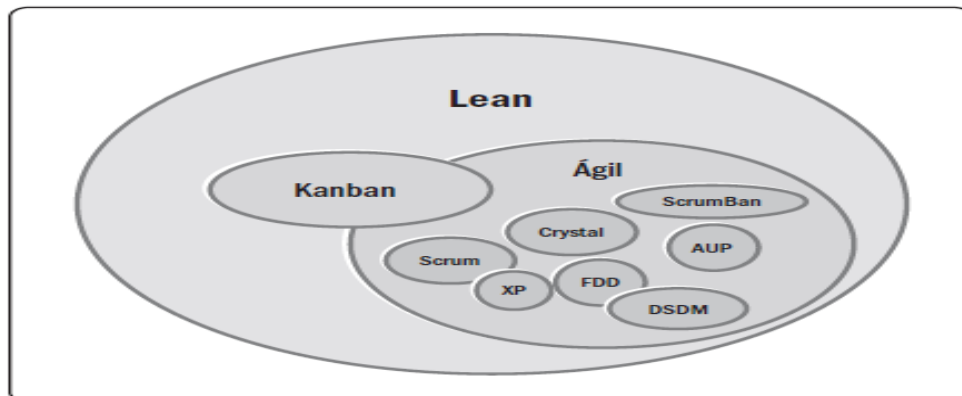 Lean
Ágil
Kanban
ScrumBan
Crystal
AUP
Scrum
FDD
XP
DSDM